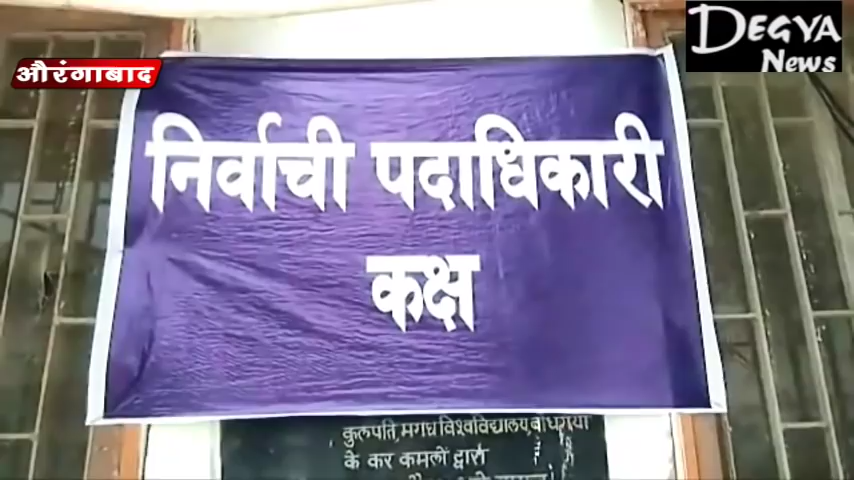 DEGYA
News
औरंगाबाद
निर्वाची पदाधिकारी
कक्ष
कुलपति, मगध विश्वविद्यालय, बोधगया
के कर कमलों द्वारा